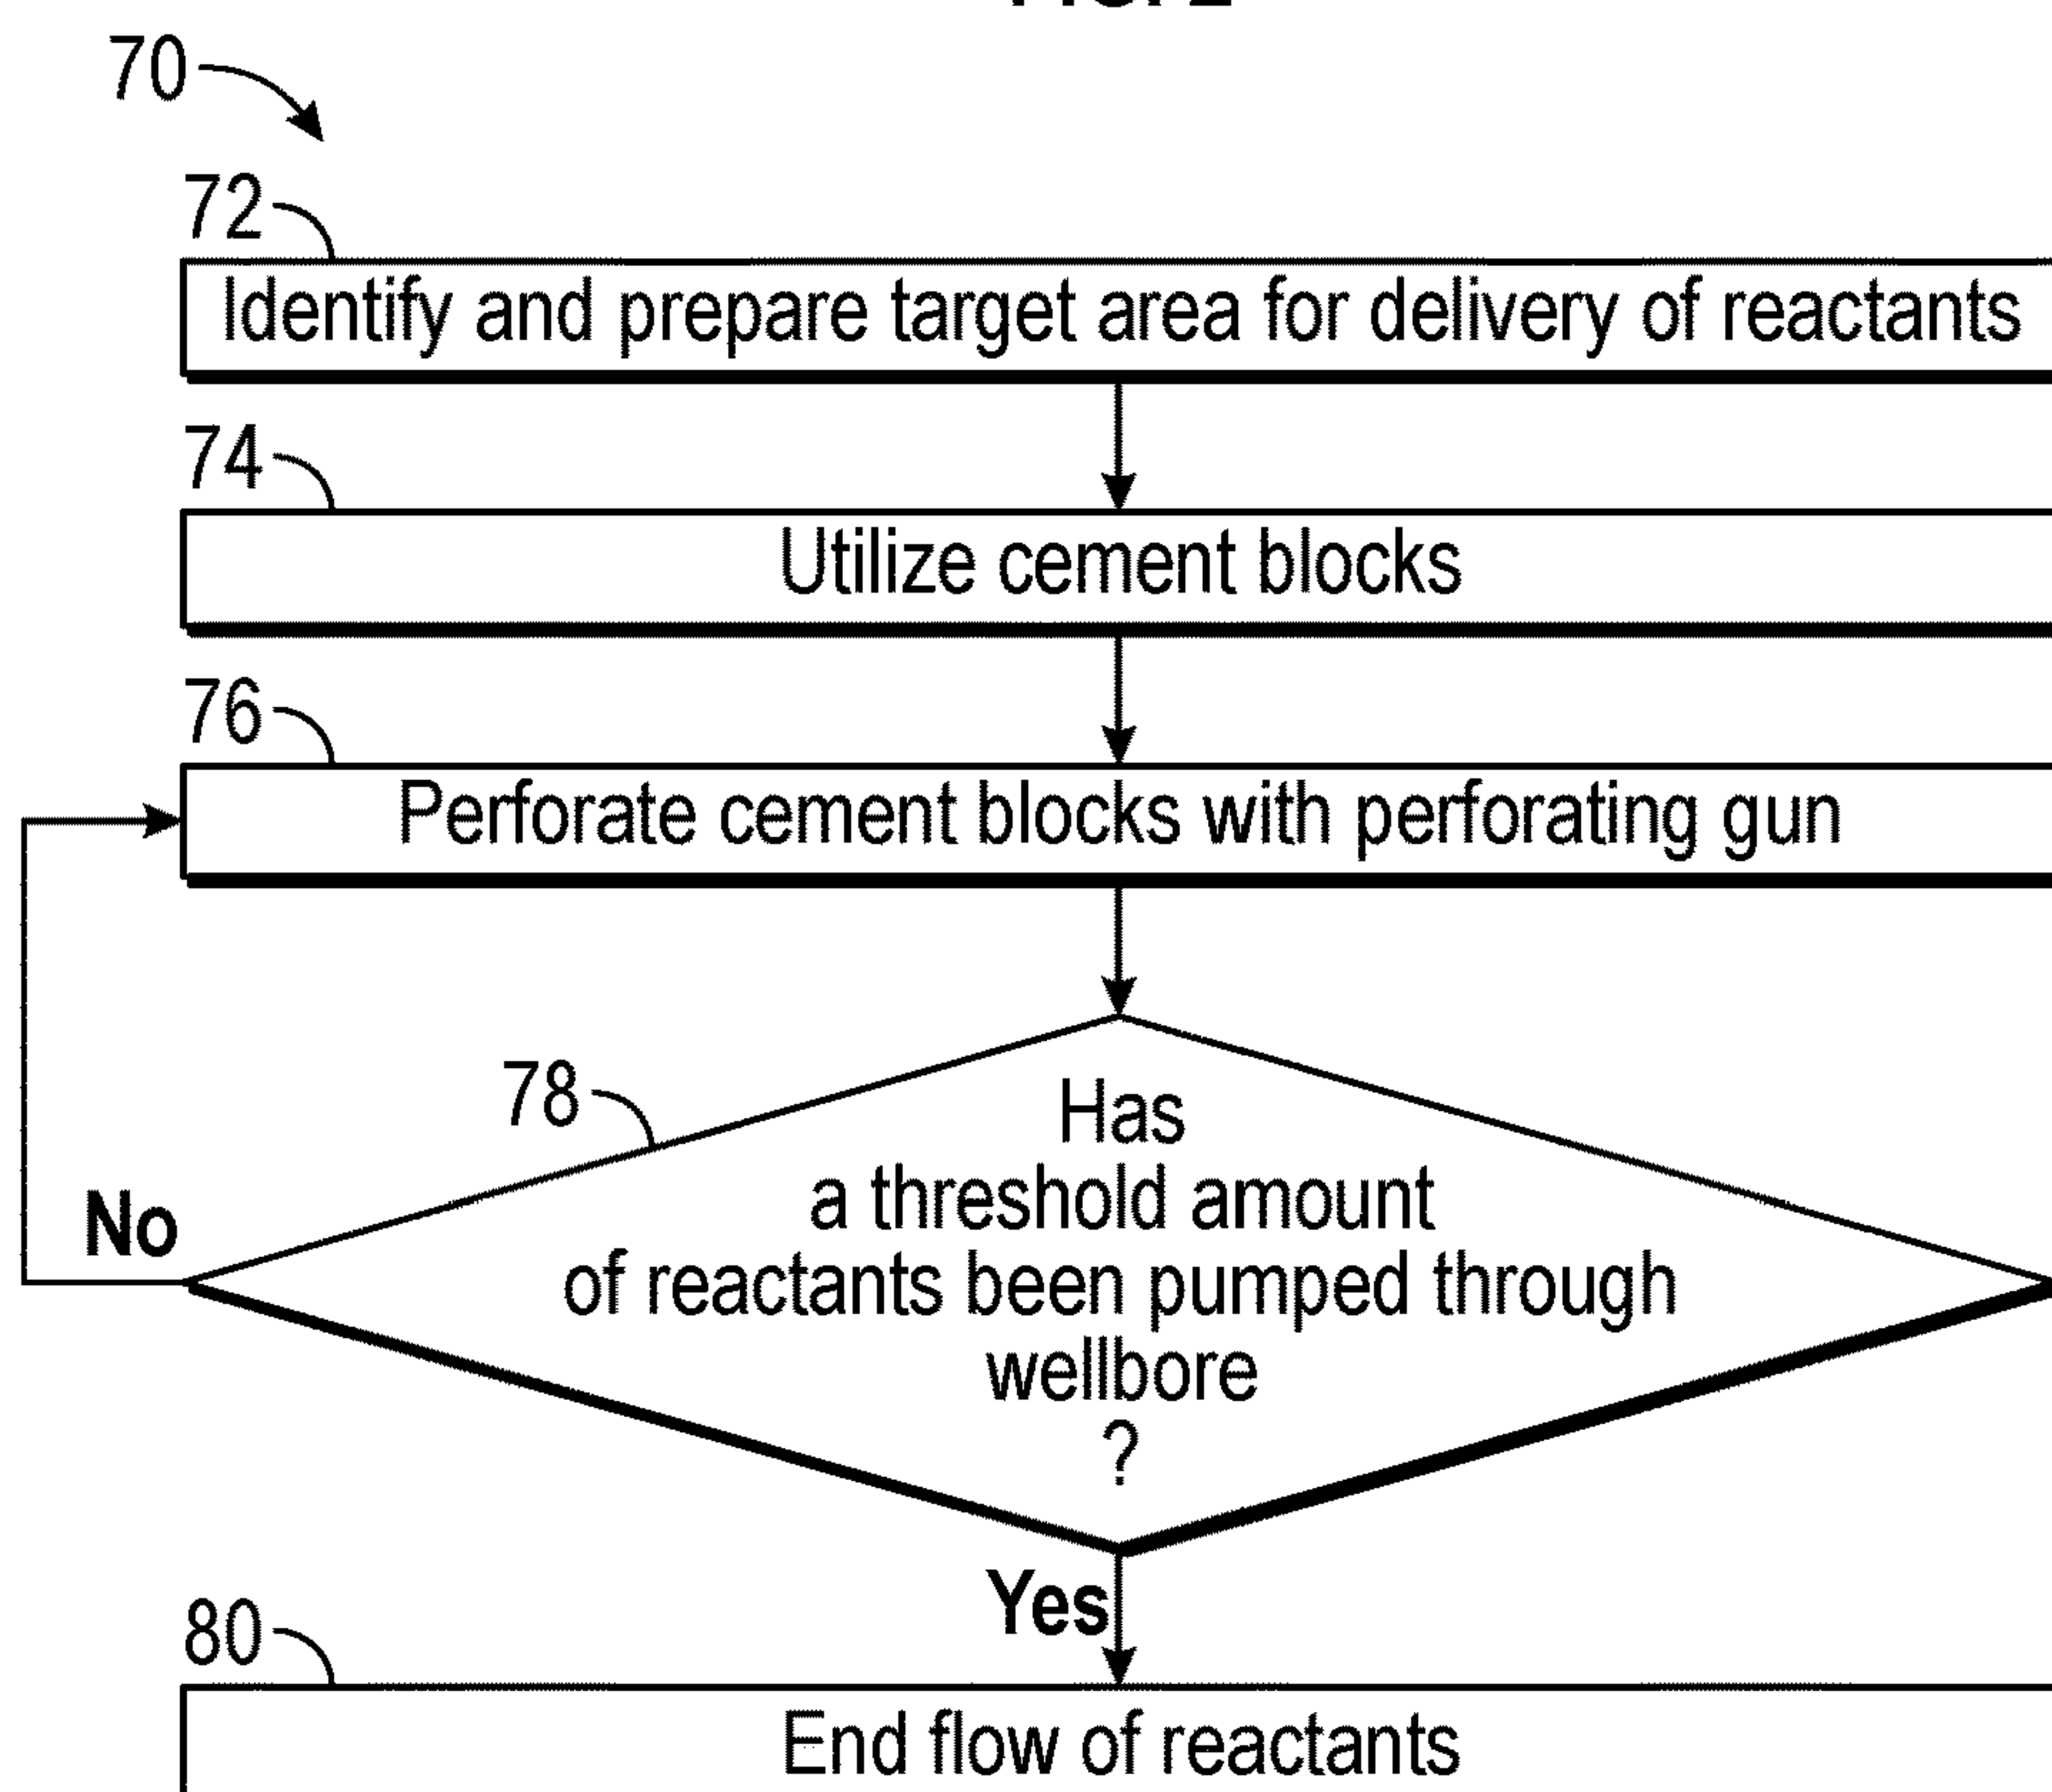 70
72
Identify and prepare target area for delivery of reactants
74
Utilize cement blocks
76
Perforate cement blocks with perforating gun
78
Has
a threshold amount
of reactants been pumped through
wellbore
?
No
Yes
80
End flow of reactants